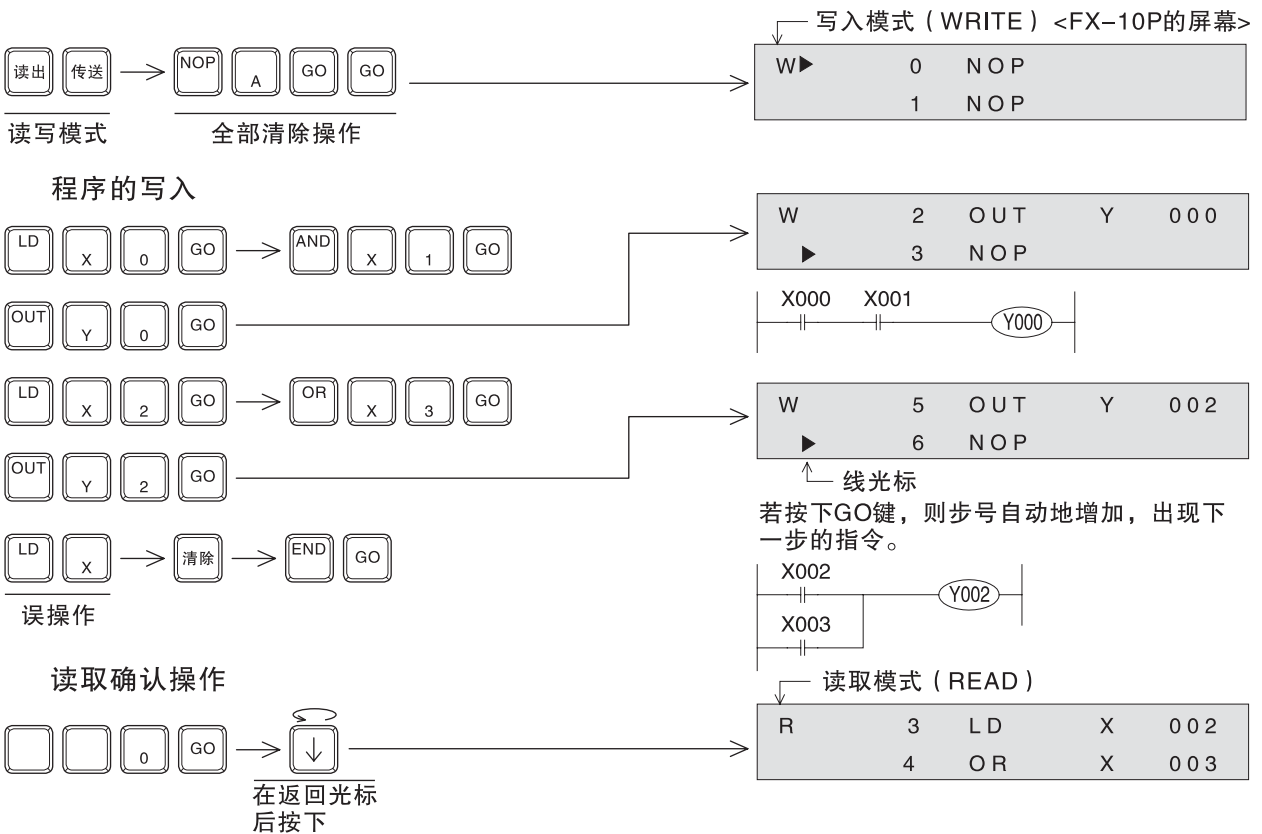 写入模式（WRITE）<FX-10P的屏幕>
读出 传送 NOP A GO GO
W▶ 0 NOP
1 NOP
读写模式 全部清除操作
程序的写入
LD X 0 GO AND X 1 GO
W 2 OUT Y 000
▶ 3 NOP
OUT Y 0 GO
X000 X001 Y000
LD X 2 GO OR X 3 GO
W 5 OUT Y 002
▶ 6 NOP
OUT Y 2 GO
线光标
若按下GO键，则步号自动地增加，出现下
一步的指令。
LD X 清除 END GO
误操作
X002 Y002
X003
读取确认操作
读取模式（READ）
0 GO ↓
R 3 LD X 002
4 OR X 003
在返回光标
后按下